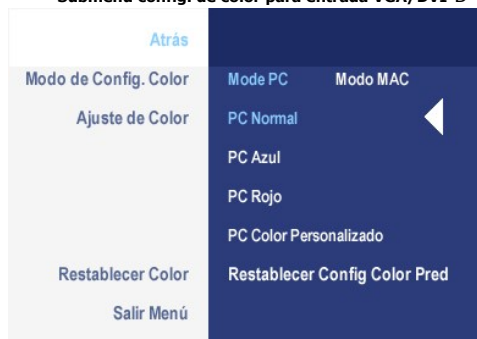 Submenú config. de color para entrada VGA, DVI-D
Atrás
Modo de Config. Color Mode PC Modo MAC
Ajuste de Color PC Normal
PC Azul
PC Rojo
PC Color Personalizado
Restablecer Color Restablecer Config Color Pred
Salir Menú